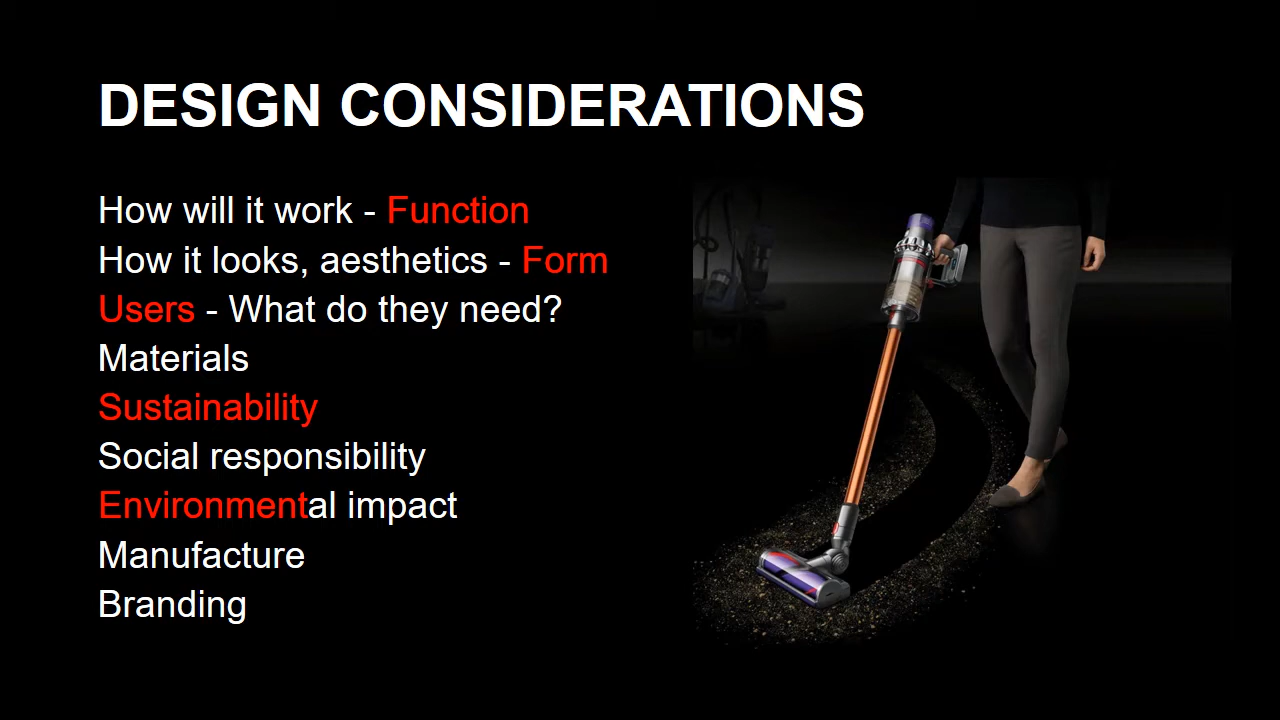 DESIGN CONSIDERATIONS
How will it work - Function
How it looks, aesthetics - Form
Users - What do they need?
Materials
Sustainability
Social responsibility
Environmental impact
Manufacture
Branding